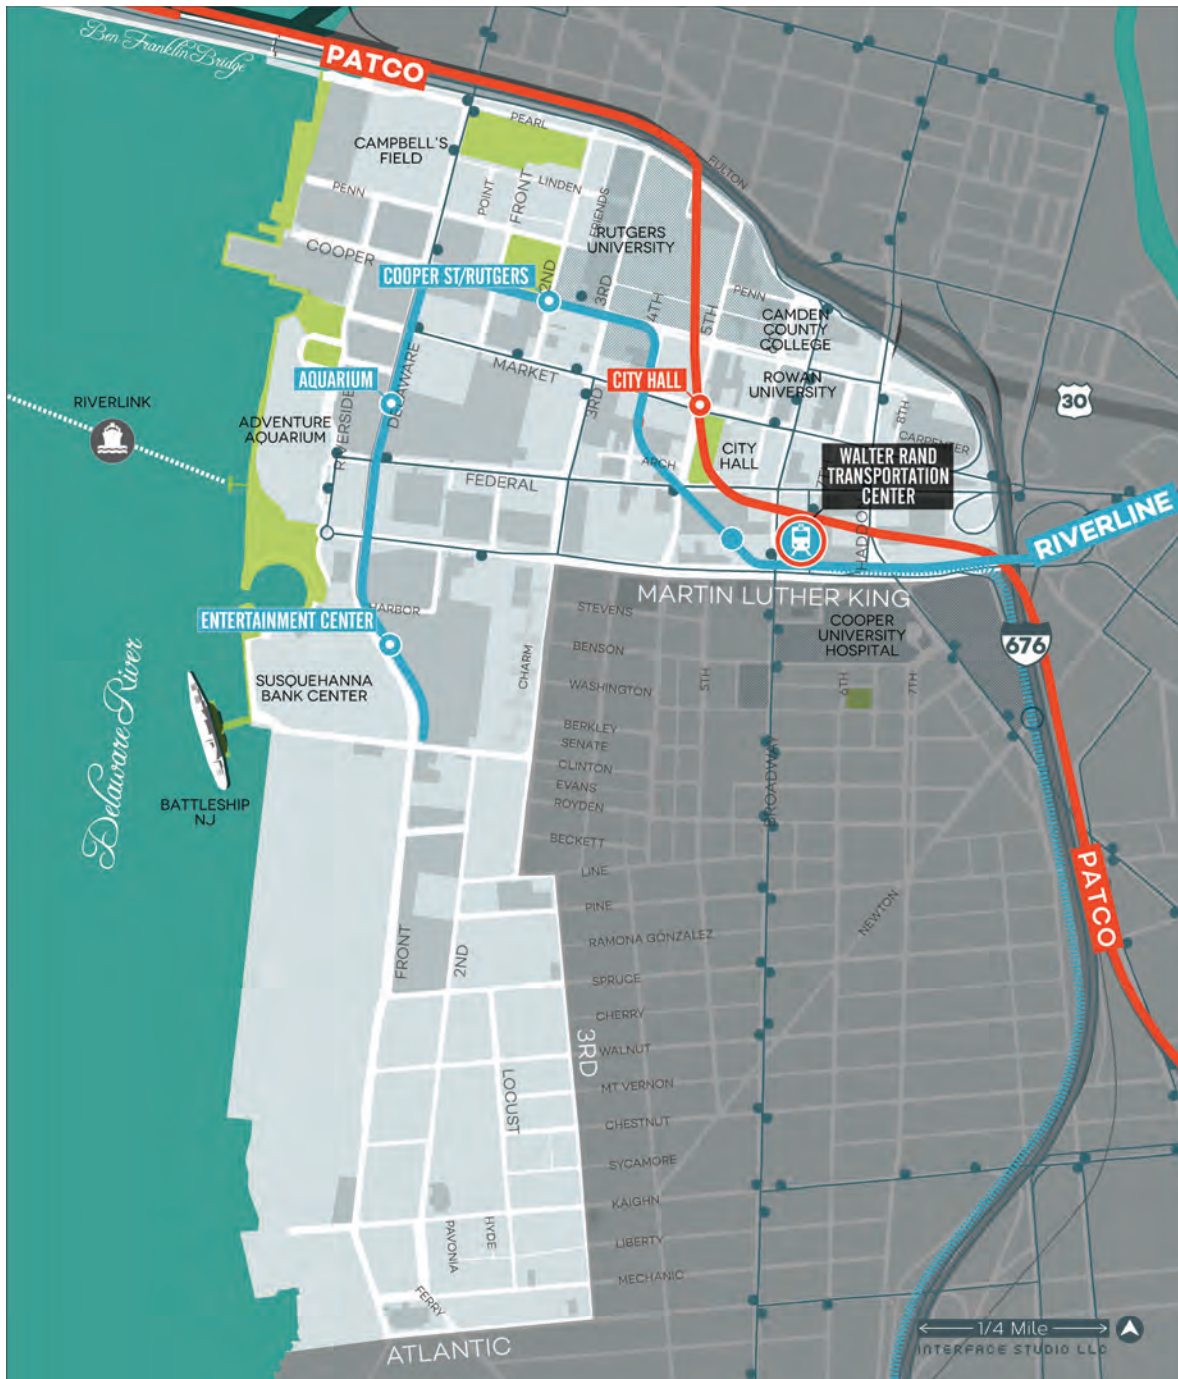 Ben Franklin Bridge
PATCO
PEARL
CAMPBELL'S
FIELD
FULTON
PENN
POINT
FRONT
LINDEN
FRIENDS
RUTGERS
UNIVERSITY
COOPER
COOPER ST/RUTGERS
2ND
3RD
4TH
5TH
PENN
CAMDEN
COUNTY
COLLEGE
MARKET
DELAWARE
AQUARIUM
CITY HALL
ROWAN
UNIVERSITY
30
RIVERLINK
RIVERSIDE
3RD
8TH
ADVENTURE
AQUARIUM
ARCH
CITY
HALL
CARPENTER
WALTER RAND
TRANSPORTATION
CENTER
FEDERAL
7TH
RIVERLINE
MARTIN LUTHER KING
HARBOR
STEVENS
ENTERTAINMENT CENTER
COOPER
UNIVERSITY
HOSPITAL
676
BENSON
CHARM
SUSQUEHANNA
BANK CENTER
WASHINGTON
5TH
6TH
7TH
Delaware River
BERKLEY
SENATE
CLINTON
EVANS
ROYDEN
BROADWAY
BATTLESHIP
NJ
BECKETT
LINE
PATCO
PINE
NEWTON
FRONT
2ND
RAMONA GONZALEZ
SPRUCE
CHERRY
3RD
WALNUT
LOCUST
MT VERNON
CHESTNUT
SYCAMORE
KAIGHN
PAVONIA
HYDE
LIBERTY
MECHANIC
FERRY
ATLANTIC
1/4 Mile
INTERFACE STUDIO LLC